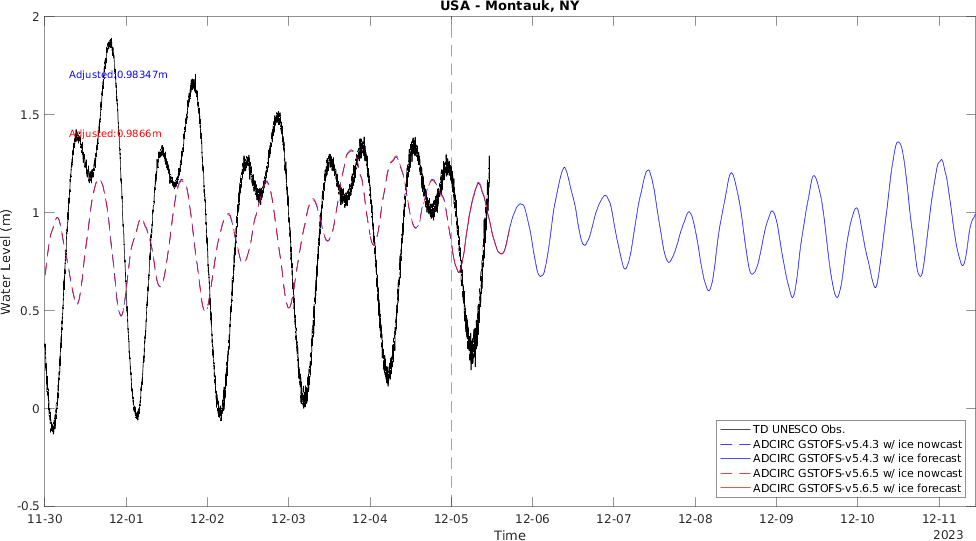 USA - Montauk, NY
2
1.5
1
0.5
0
-0.5
Water Level (m)
Adjusted:0.98347m
Adjusted:0.9866m
TD UNESCO Obs.
ADCIRC GSTOFS-v5.4.3 w/ ice nowcast
ADCIRC GSTOFS-v5.4.3 w/ ice forecast
ADCIRC GSTOFS-v5.6.5 w/ ice nowcast
ADCIRC GSTOFS-v5.6.5 w/ ice forecast
11-30 12-01 12-02 12-03 12-04 12-05 12-06 12-07 12-08 12-09 12-10 12-11
Time
2023